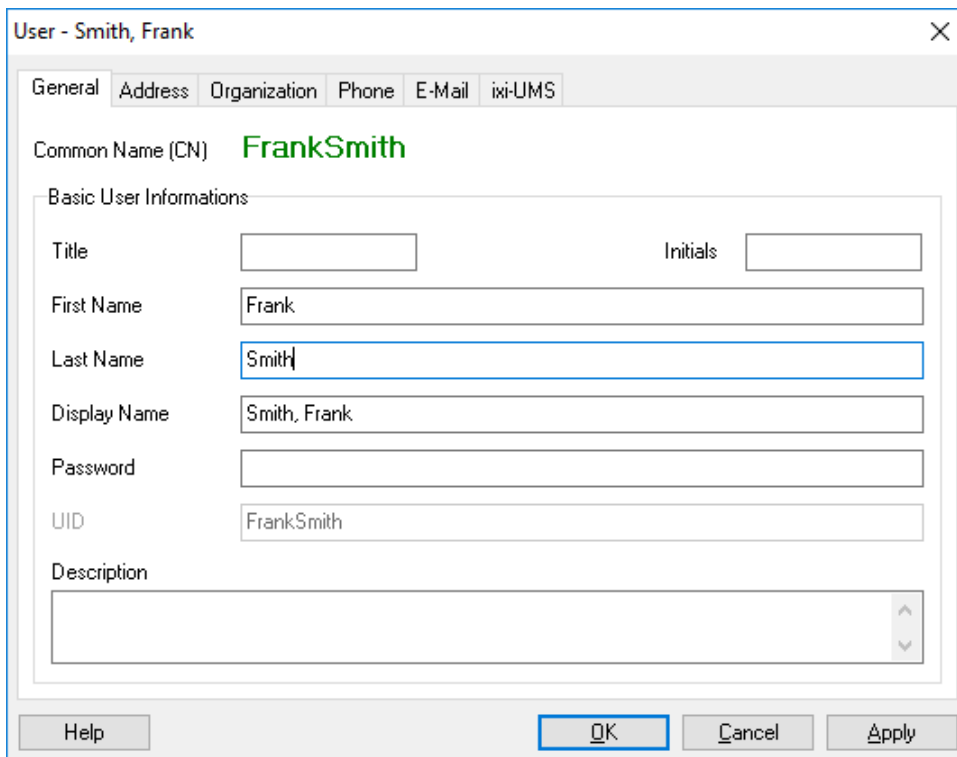 User - Smith, Frank
General Address Organization Phone E-Mail ixi-UMS
Common Name (CN) FrankSmith
Basic User Informations
Title Initials
First Name Frank
Last Name Smith
Display Name Smith, Frank
Password
UID FrankSmith
Description
Help OK Cancel Apply